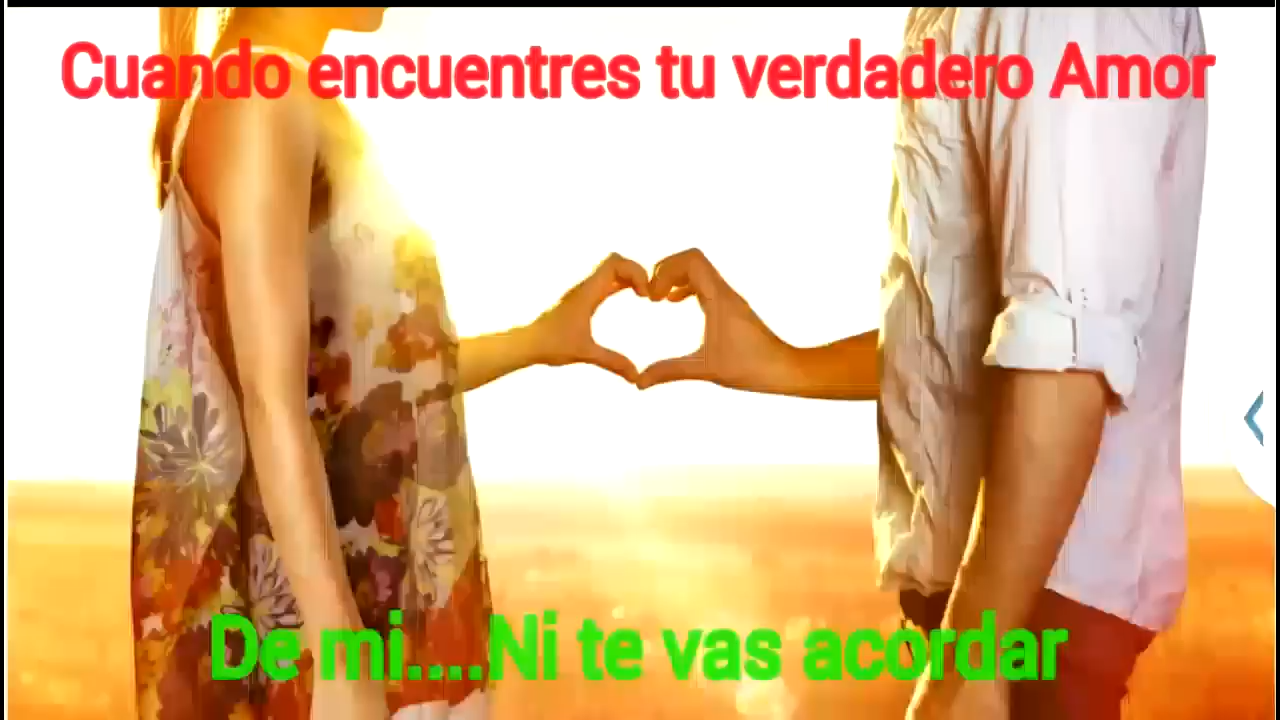 Cuando encuentres tu verdadero Amor
De mi....Ni te vas acordar